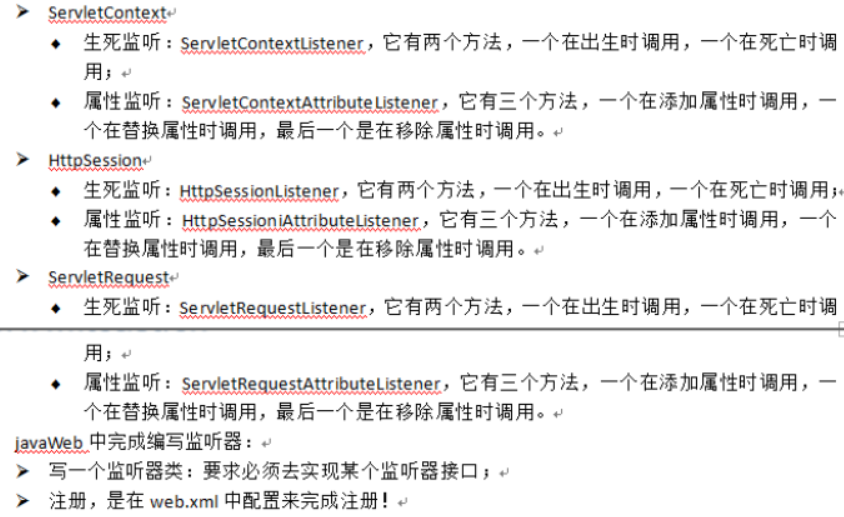 ➢ ServletContext
◆ 生死监听：ServletContextListener，它有两个方法，一个在出生时调用，一个在死亡时调
用；
◆ 属性监听：ServletContextAttributeListener，它有三个方法，一个在添加属性时调用，一
个在替换属性时调用，最后一个是在移除属性时调用。
➢ HttpSession
◆ 生死监听：HttpSessionListener，它有两个方法，一个在出生时调用，一个在死亡时调用；
◆ 属性监听：HttpSessioniAttributeListener，它有三个方法，一个在添加属性时调用，一个
在替换属性时调用，最后一个是在移除属性时调用。
➢ ServletRequest
◆ 生死监听：ServletRequestListener，它有两个方法，一个在出生时调用，一个在死亡时调
用；
◆ 属性监听：ServletRequestAttributeListener，它有三个方法，一个在添加属性时调用，一
个在替换属性时调用，最后一个是在移除属性时调用。
javaWeb 中完成编写监听器：
➢ 写一个监听器类：要求必须去实现某个监听器接口；
➢ 注册，是在 web.xml 中配置来完成注册！